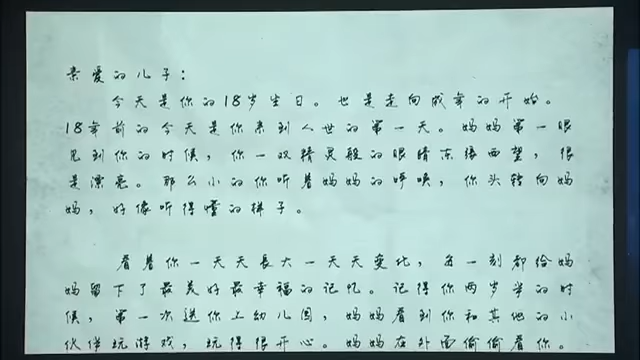 亲爱的儿子：
今天是你的18岁生日。也是走向成年的开始。
18年前的今天是你来到人世的第一天。妈妈第一眼
见到你的时候，你一双精灵般的眼睛东张西望，很
是漂亮。那么小的你听着妈妈的呼唤，你头转向妈
妈，好像听得懂的样子。
看着你一天天长大一天天变化，每一刻都给妈
妈留下了最美好最幸福的记忆。记得你两岁半的时
候，第一次送你上幼儿园，妈妈看到你和其他的小
伙伴玩游戏，玩得很开心。妈妈在外面偷偷看你。